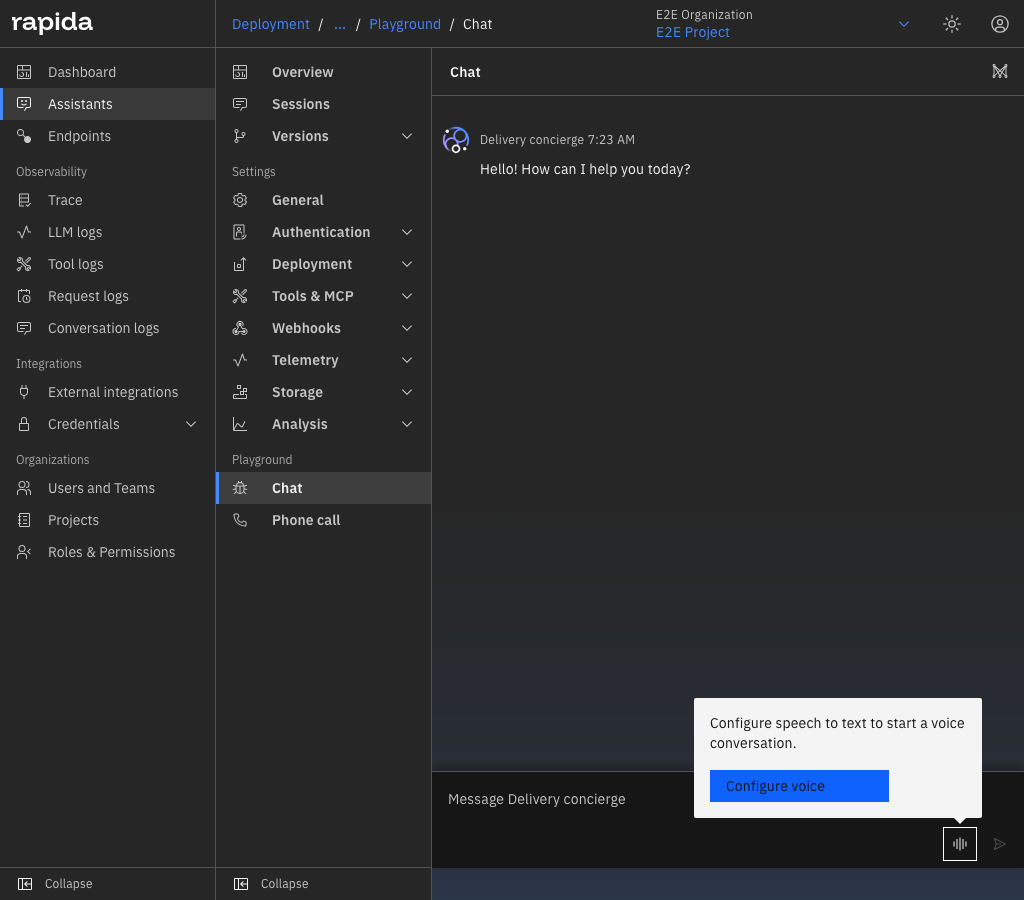 rapida
Deployment / ... / Playground / Chat
E2E Organization
E2E Project
Dashboard
Assistants
Endpoints
Observability
Trace
LLM logs
Tool logs
Request logs
Conversation logs
Integrations
External integrations
Credentials
Organizations
Users and Teams
Projects
Roles & Permissions
Collapse
Overview
Sessions
Versions
Settings
General
Authentication
Deployment
Tools & MCP
Webhooks
Telemetry
Storage
Analysis
Playground
Chat
Phone call
Collapse
Chat
Delivery concierge 7:23 AM
Hello! How can I help you today?
Configure speech to text to start a voice
conversation.
Configure voice
Message Delivery concierge